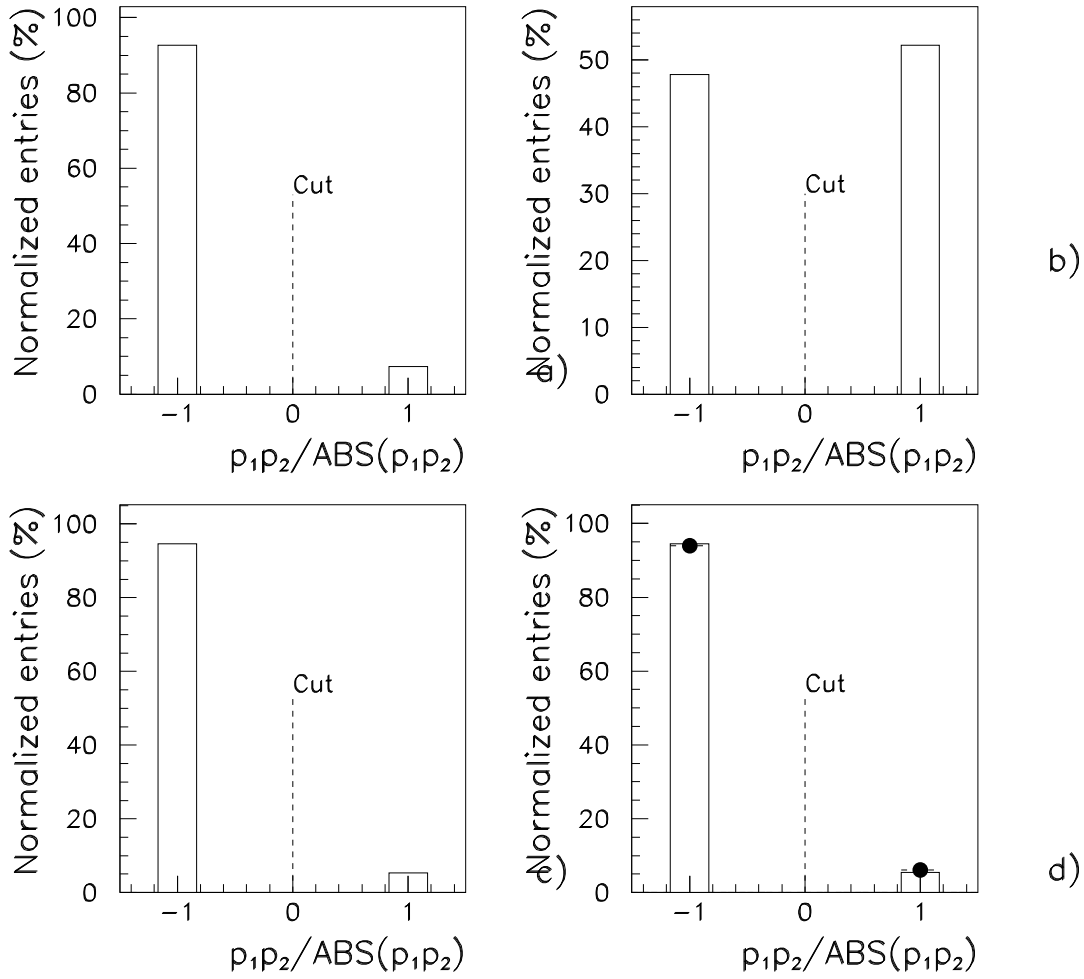 Normalized entries (%)
100
80
60
40
20
0
Cut
−1
0
1
p₁p₂/ABS(p₁p₂)
a)
Normalized entries (%)
50
40
30
20
10
0
Cut
−1
0
1
p₁p₂/ABS(p₁p₂)
b)
Normalized entries (%)
100
80
60
40
20
0
Cut
−1
0
1
p₁p₂/ABS(p₁p₂)
c)
Normalized entries (%)
100
80
60
40
20
0
Cut
−1
0
1
p₁p₂/ABS(p₁p₂)
d)